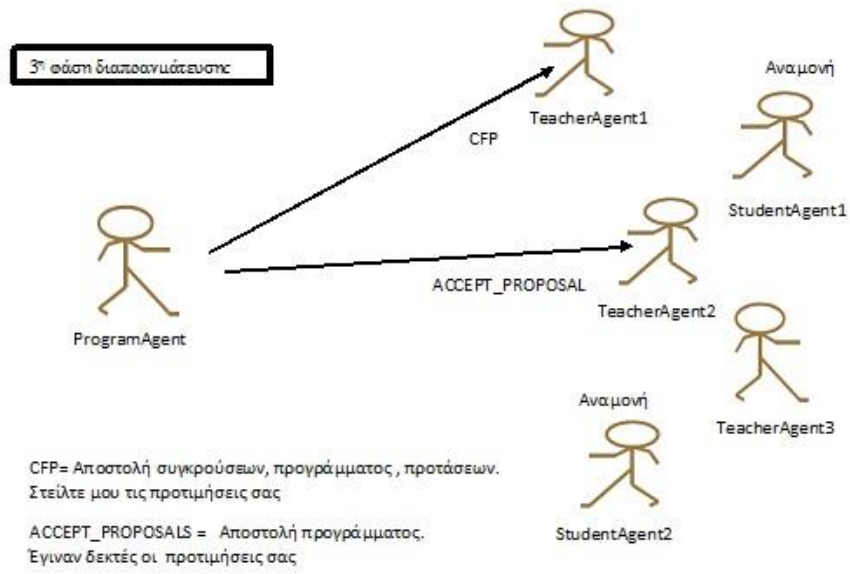 3η φάση διαπραγμάτευσης
Αναμονή
TeacherAgent1
CFP
StudentAgent1
ACCEPT_PROPOSAL
TeacherAgent2
ProgramAgent
Αναμονή
TeacherAgent3
CFP= Αποστολή συγκρούσεων, προγράμματος , προτάσεων.
Στείλτε μου τις προτιμήσεις σας
StudentAgent2
ACCEPT_PROPOSALS = Αποστολή προγράμματος.
Έγιναν δεκτές οι προτιμήσεις σας